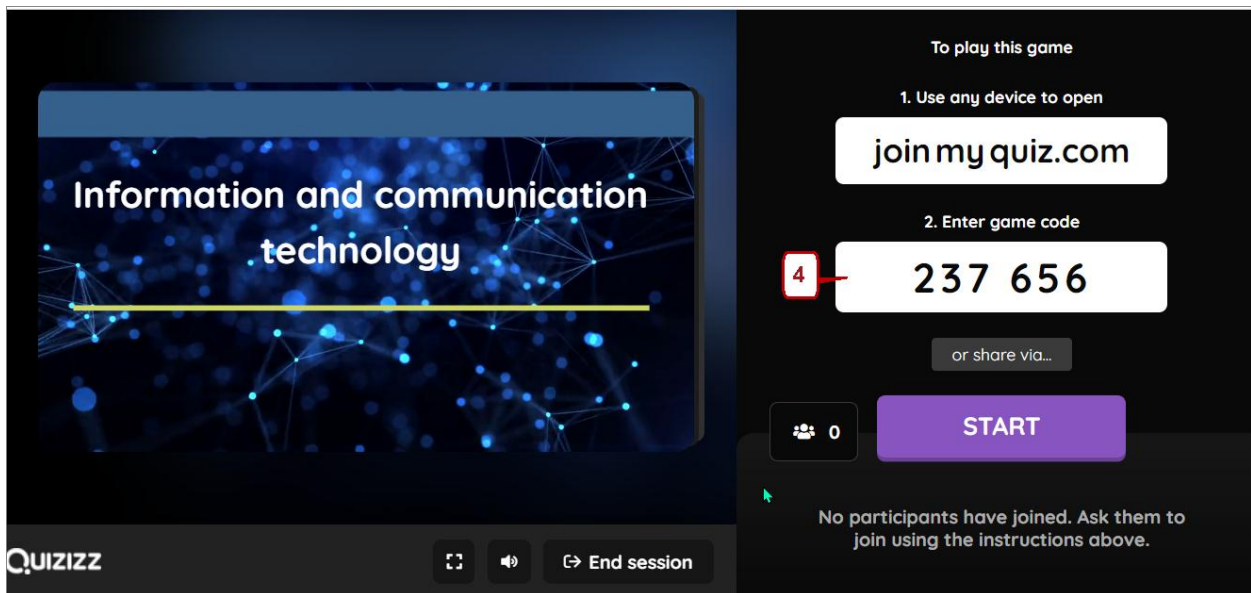 Information and communication
technology
QUIZIZZ
End session
To play this game
1. Use any device to open
joinmyquiz.com
2. Enter game code
4
237 656
or share via...
0
START
No participants have joined. Ask them to
join using the instructions above.